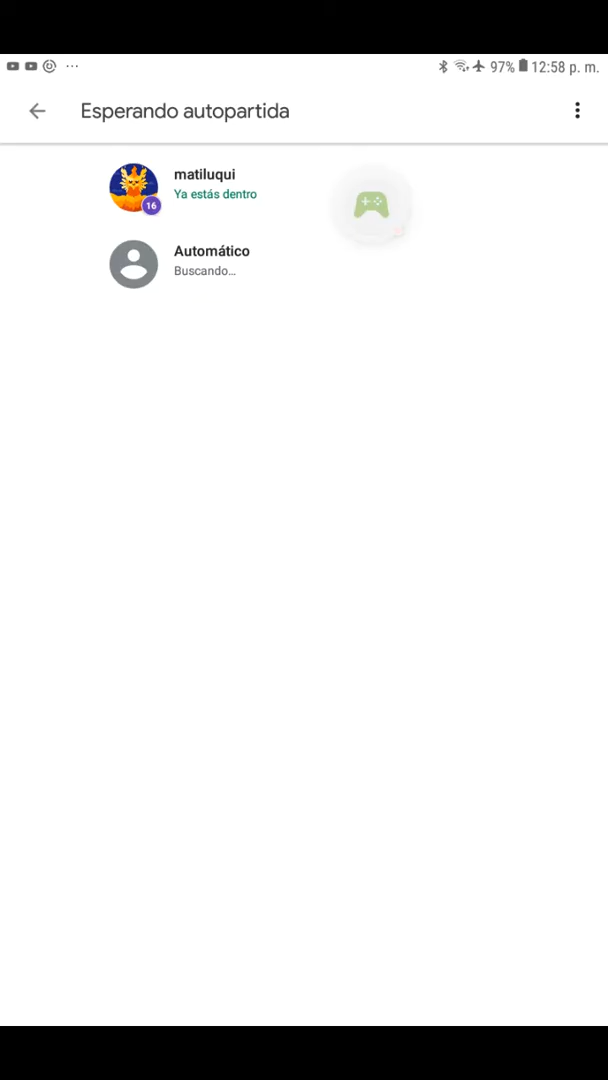 97% 12:58 p. m.
Esperando autopartida
matiluqui
Ya estás dentro
16
Automático
Buscando...